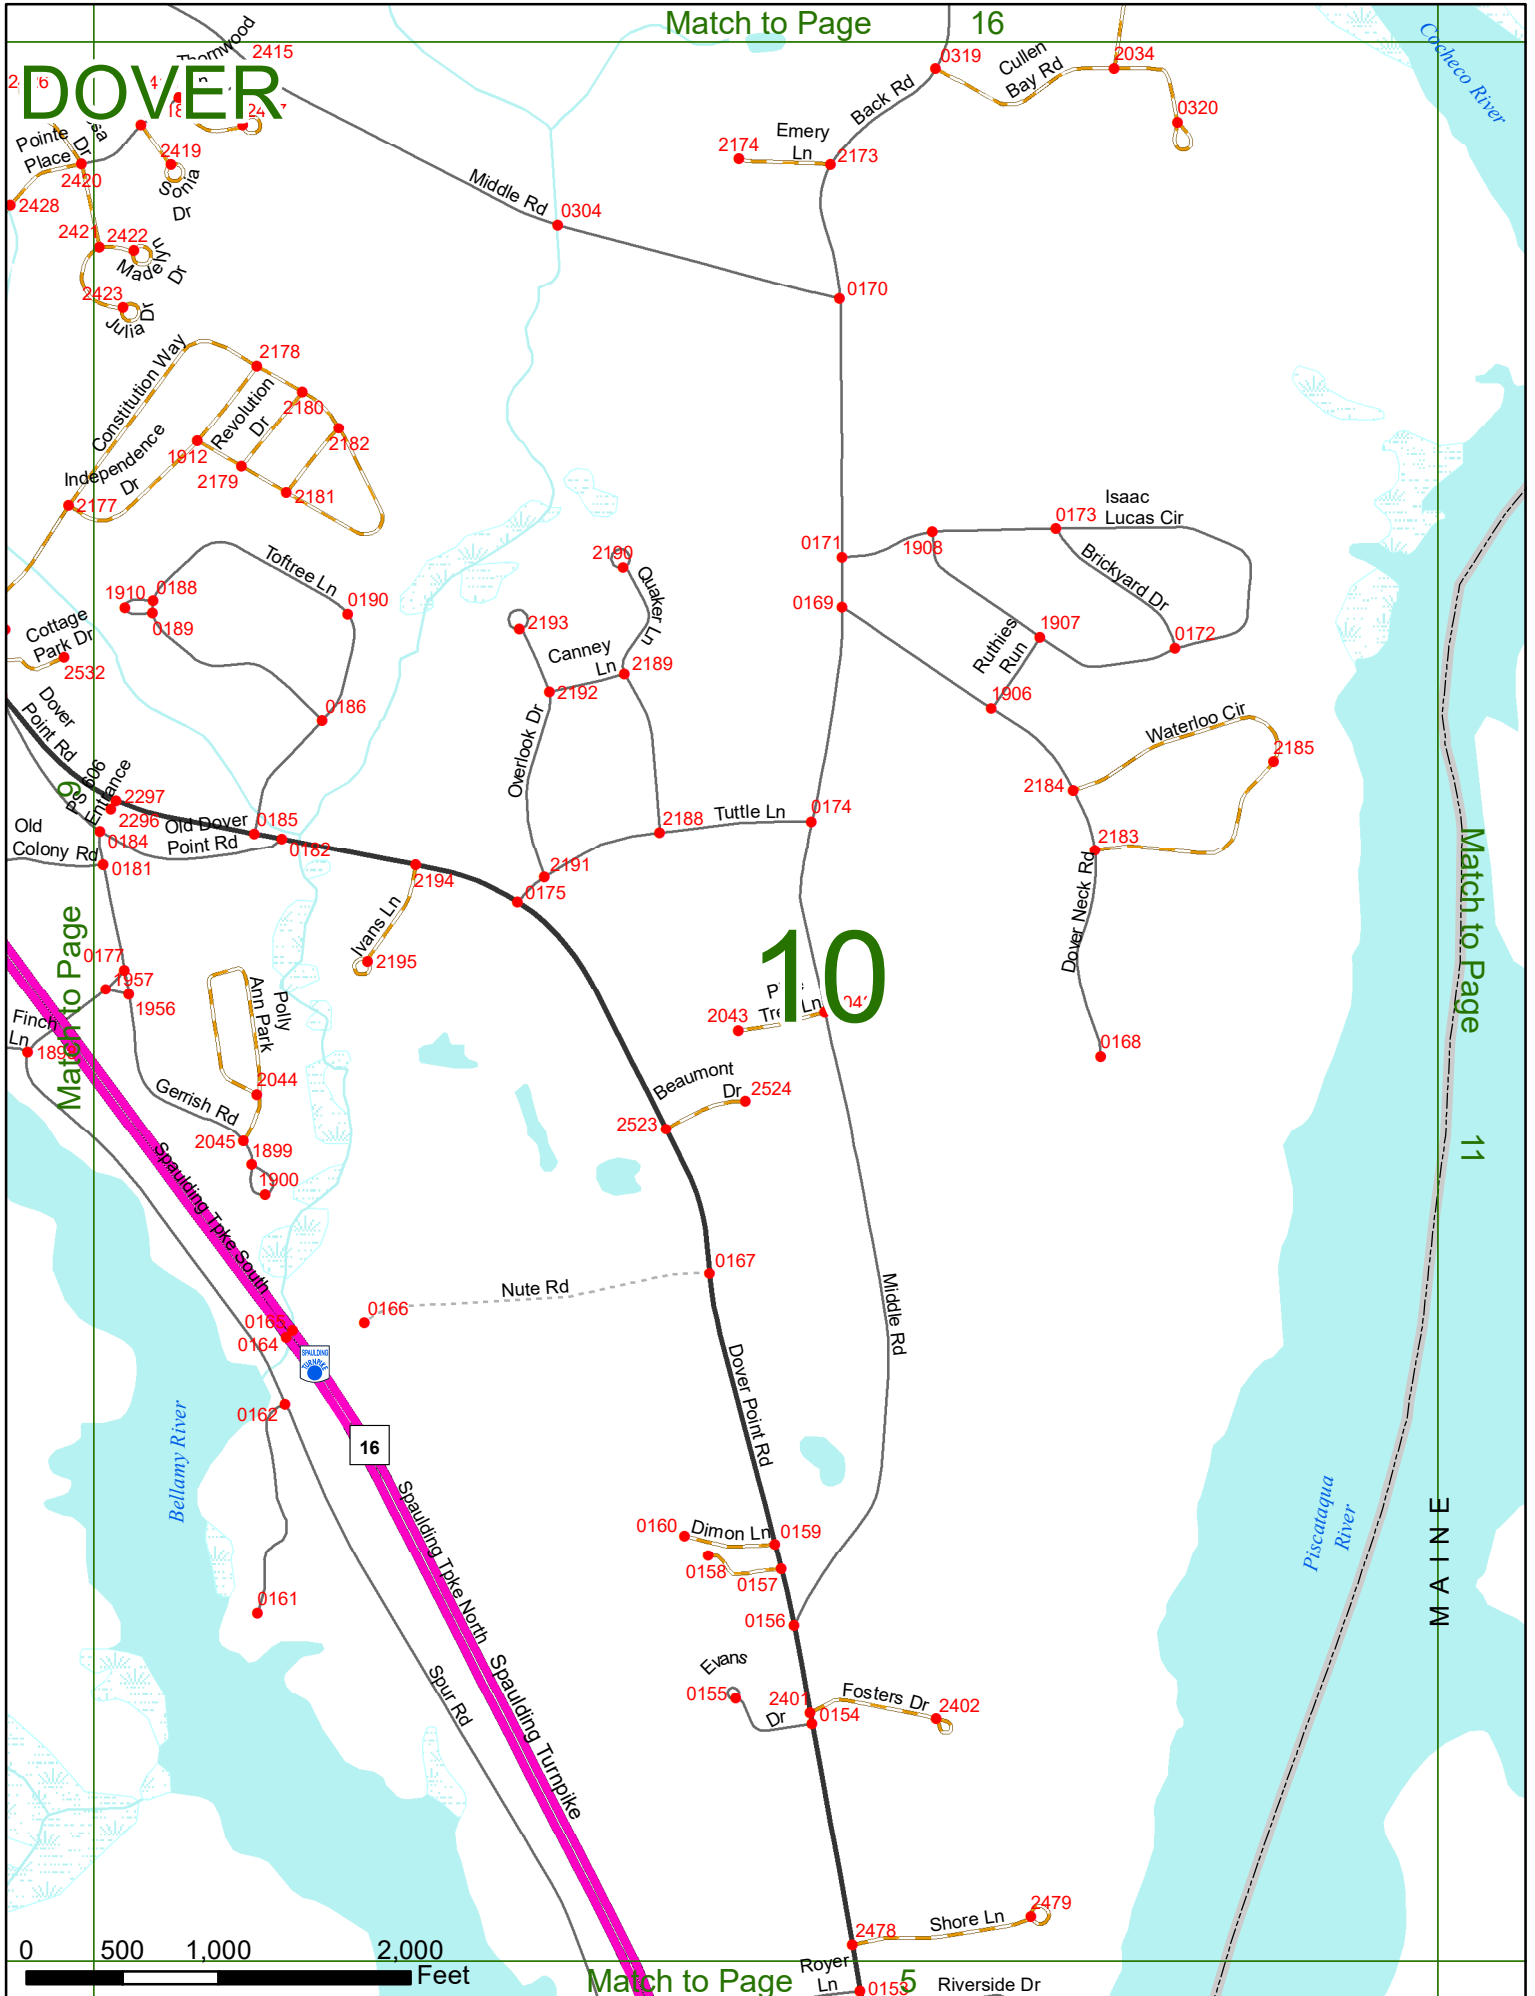 Match to Page 16
DOVER
Thornwood
2415
2419
Sonia
Dr
Pointe
Place
Dr
2420
2428
2421
2422
Madelyn
Dr
2423
Julia
Dr
Middle Rd
0304
Back Rd
0319
Cullen
Bay Rd
2034
0320
Cocheco River
Emery
Ln
2174
2173
0170
Constitution Way
2178
Revolution
Dr
2180
2182
Independence
Dr
1912
2179
2181
2177
Toftree Ln
1910
0188
0189
0190
0186
Cottage
Park Dr
2532
2190
Quaker Ln
2193
Canney
Ln
2189
2192
Overlook Dr
0171
1908
0173
Isaac
Lucas Cir
Brickyard Dr
0169
1907
0172
Ruthies
Run
1906
Waterloo Cir
2185
2184
2183
Dover Neck Rd
0168
Dover
Point Rd
9
Entrance
2297
2296
Old
Colony Rd
0184
0181
Old Dover
Point Rd
0185
0182
2194
Ivans Ln
2195
2188
Tuttle Ln
0174
2191
0175
Match to Page
11
Match to Page
10
0177
1957
1956
Finch
Ln
Polly
Ann Park
2044
Gerrish Rd
2045
1899
1900
2043
Ln
Beaumont
Dr
2524
2523
Spaulding Tpke South
0167
Nute Rd
0166
0165
0164
SPAULDING
TURNPIKE
0162
16
Bellamy River
0161
Middle Rd
Dover Point Rd
Spaulding Tpke North
Spaulding Turnpike
Spur Rd
0160
Dimon Ln
0159
0158
0157
0156
Evans
Dr
0155
2401
0154
Fosters Dr
2402
Piscataqua
River
MAINE
2478
Shore Ln
2479
Royer
Ln
0153
Riverside Dr
0 500 1,000 2,000
Feet
Match to Page 5